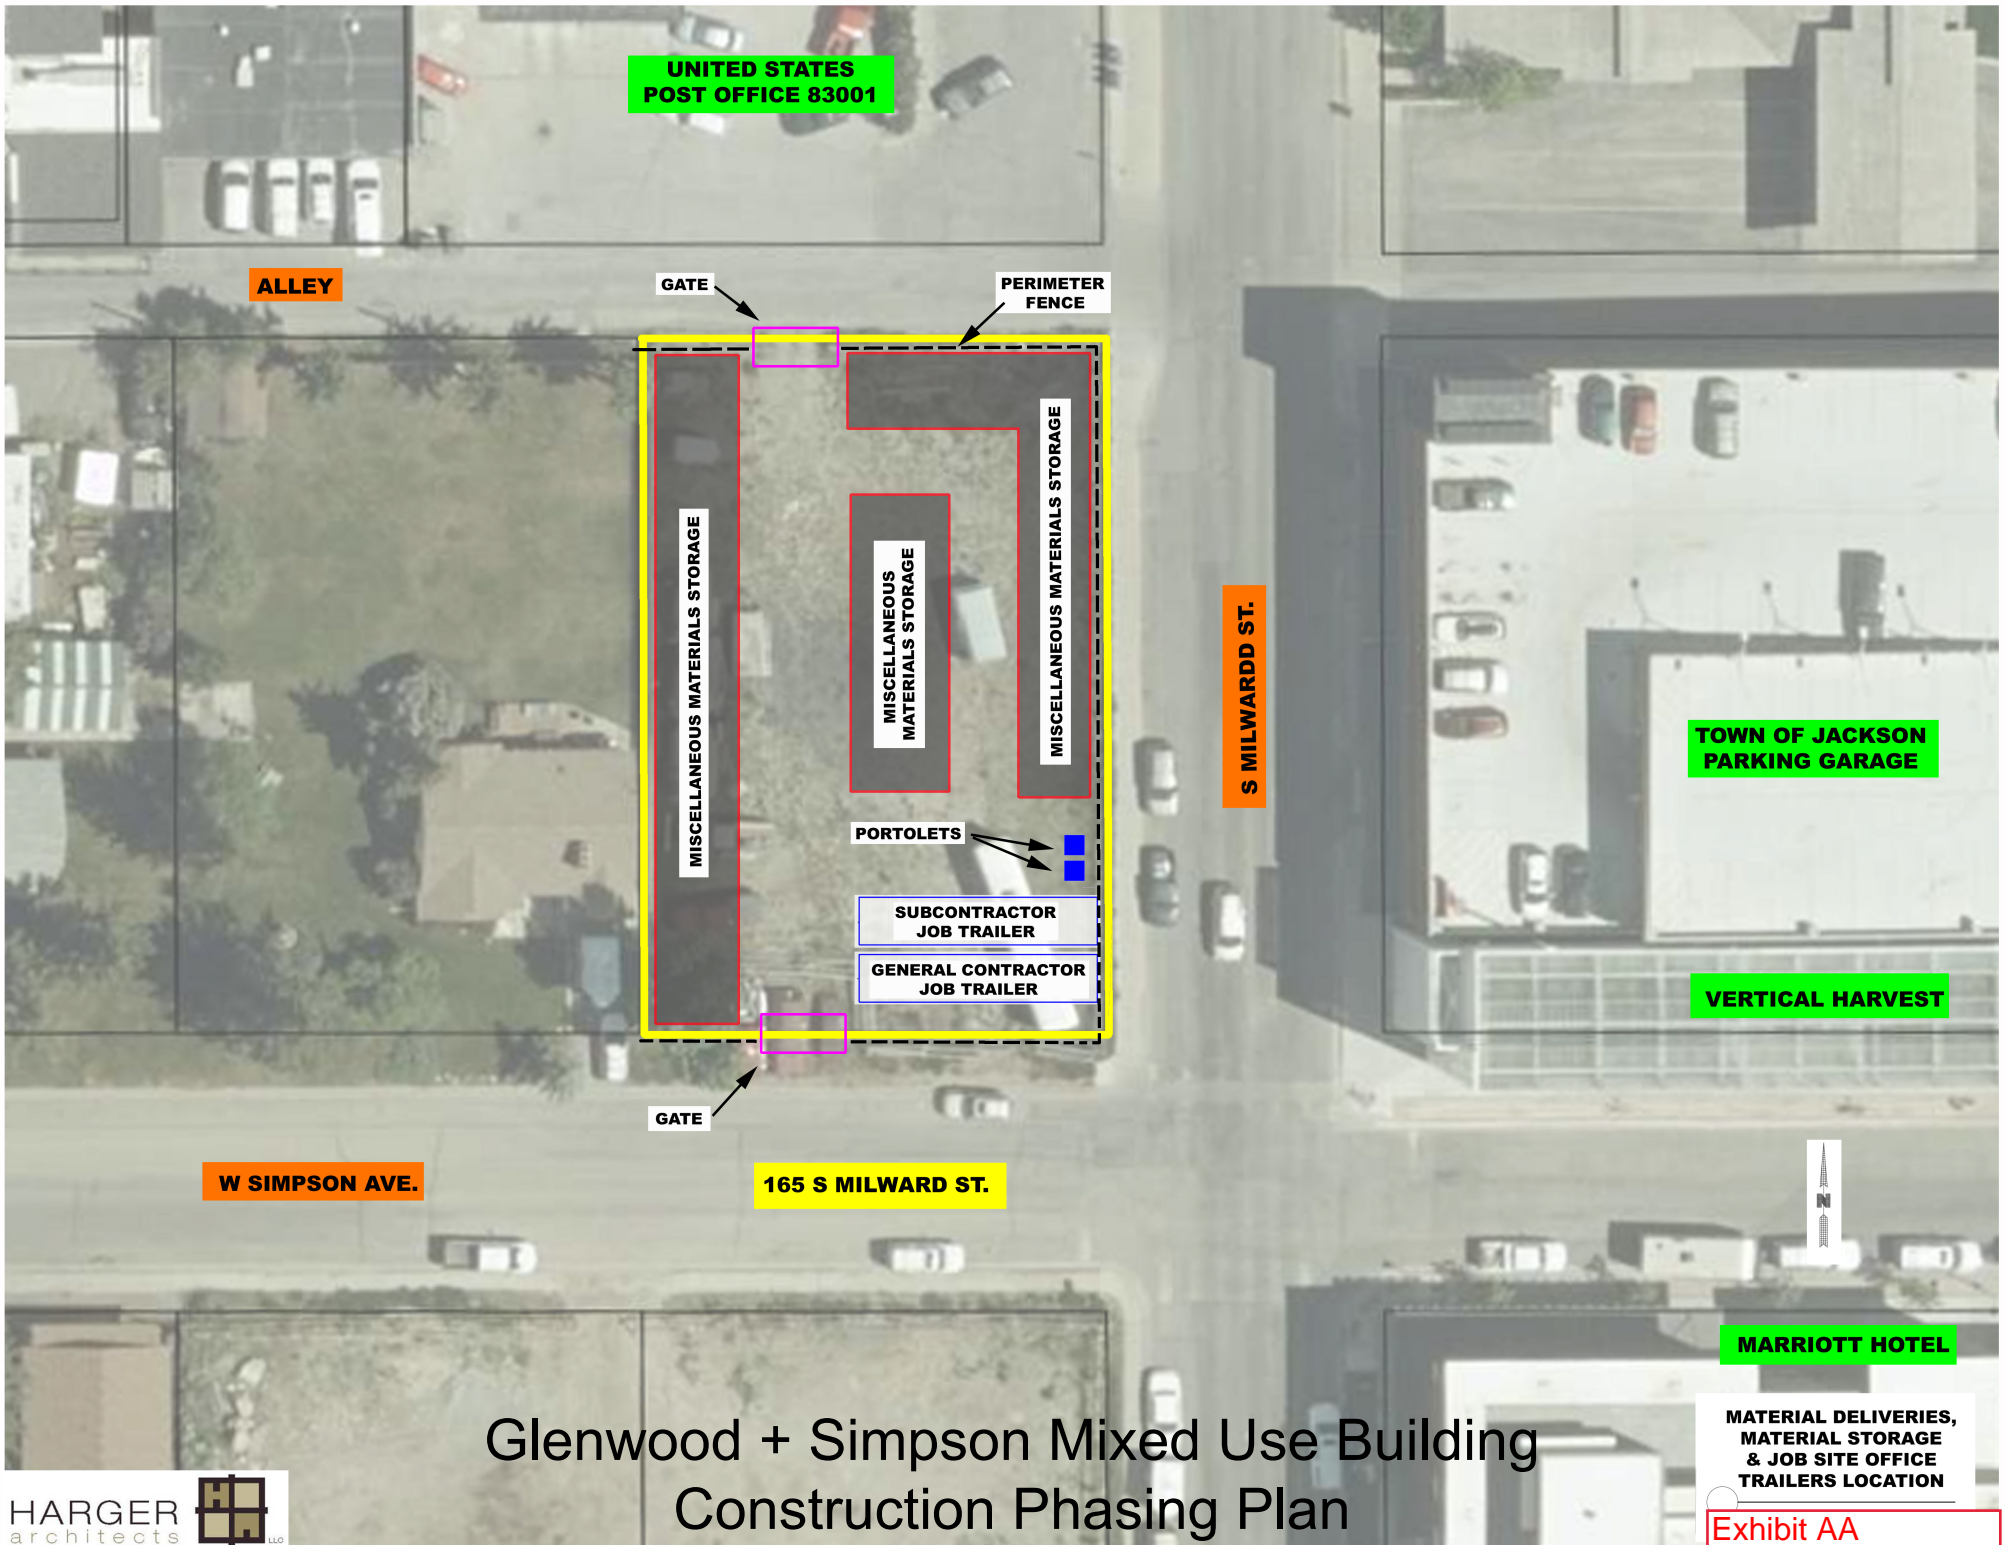 UNITED STATES
POST OFFICE 83001
ALLEY
GATE
PERIMETER
FENCE
MISCELLANEOUS MATERIALS STORAGE
MISCELLANEOUS
MATERIALS STORAGE
MISCELLANEOUS MATERIALS STORAGE
S MILWARDD ST.
TOWN OF JACKSON
PARKING GARAGE
PORTOLETS
SUBCONTRACTOR
JOB TRAILER
GENERAL CONTRACTOR
JOB TRAILER
VERTICAL HARVEST
GATE
W SIMPSON AVE.
165 S MILWARD ST.
N
MARRIOTT HOTEL
Glenwood + Simpson Mixed Use Building
Construction Phasing Plan
MATERIAL DELIVERIES,
MATERIAL STORAGE
& JOB SITE OFFICE
TRAILERS LOCATION
Exhibit AA
HARGER
architects
H
H
A
LLC